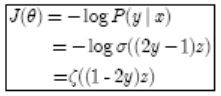 J(θ) = − log P(y | x)
= − log σ((2y − 1)z)
=ζ((1 - 2y)z)